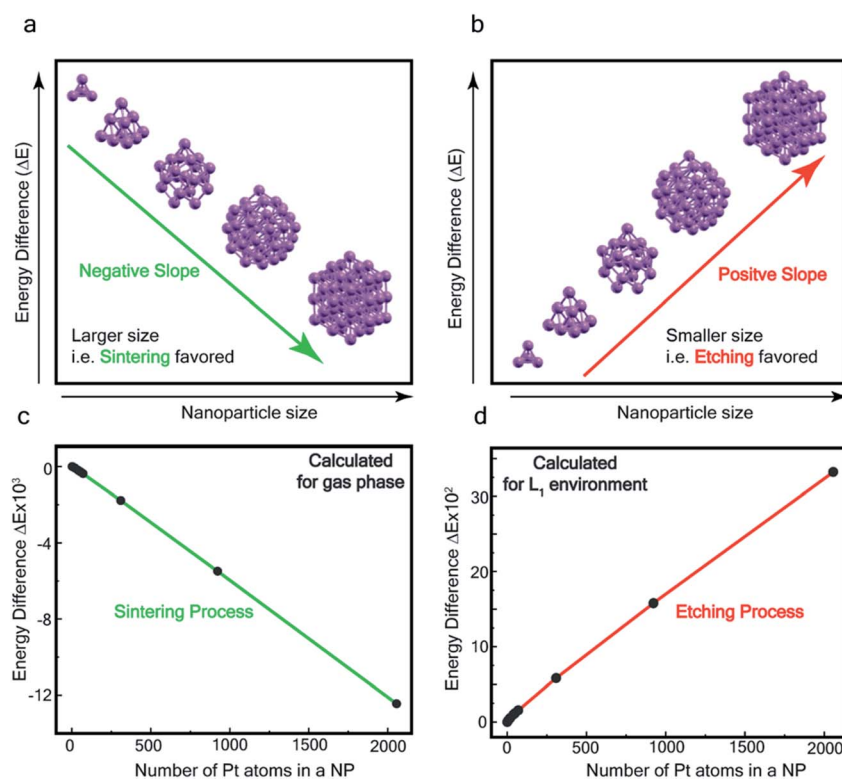 a
Energy Difference (ΔE)
Negative Slope
Larger size
i.e. Sintering favored
Nanoparticle size
b
Energy Difference (ΔE)
Positve Slope
Smaller size
i.e. Etching favored
Nanoparticle size
c
Energy Difference ΔEx10³
0
-4
-8
-12
Calculated
for gas phase
Sintering Process
0 500 1000 1500 2000
Number of Pt atoms in a NP
d
Energy Difference ΔEx10²
30
20
10
0
Calculated
for L₁ environment
Etching Process
0 500 1000 1500 2000
Number of Pt atoms in a NP